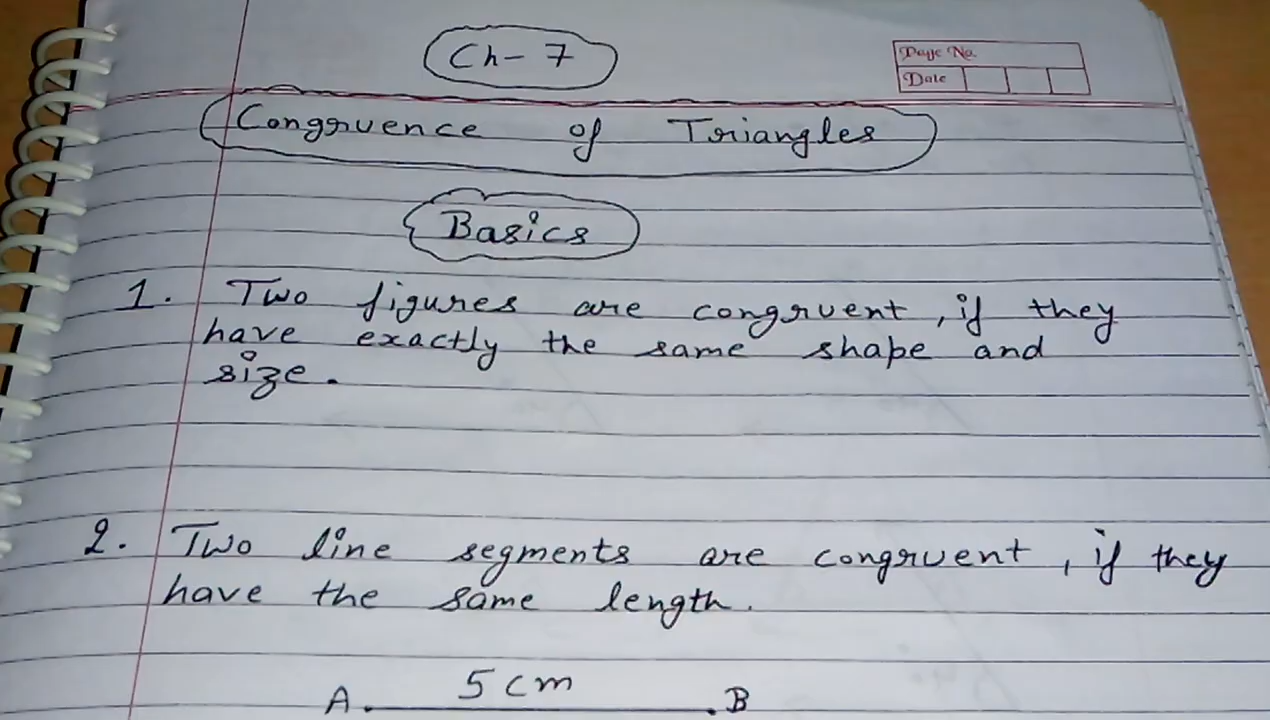 Ch- 7
Page No.
Date
Congruence of Triangles
Basics
1. Two figures are congruent, if they
have exactly the same shape and
size.
2. Two line segments are congruent, if they
have the same length.
5 cm
A B